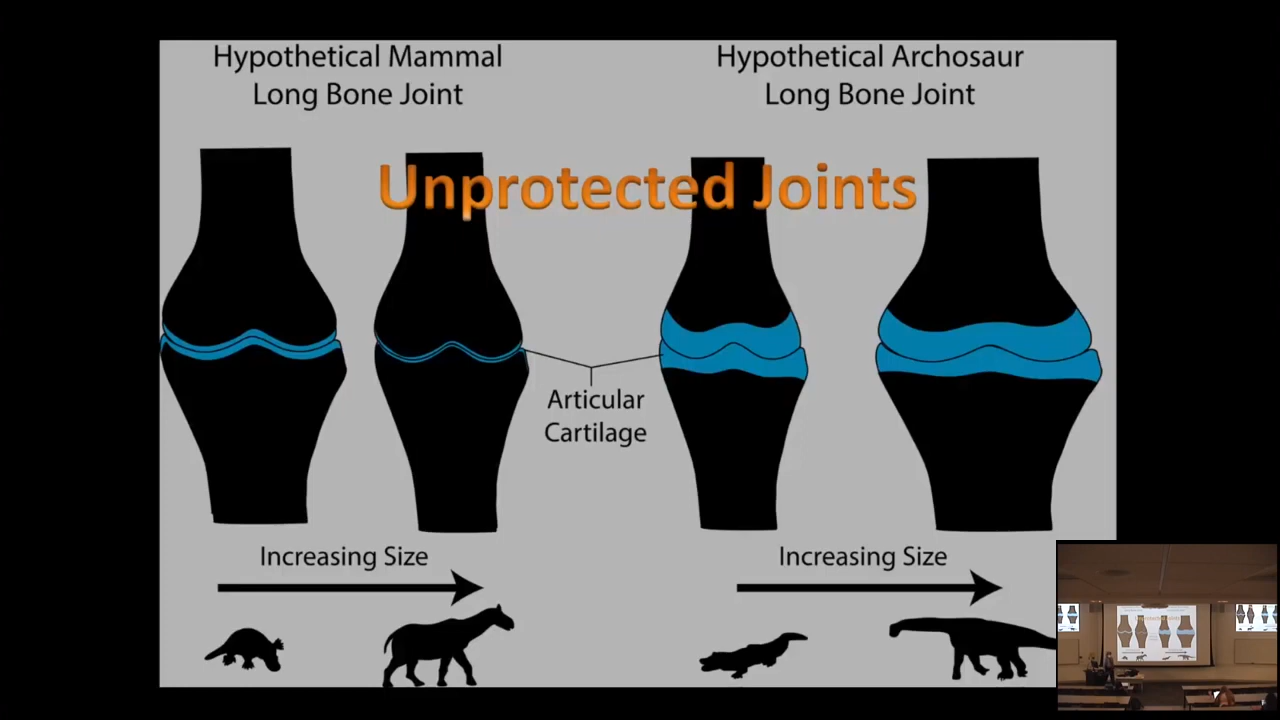 Hypothetical Mammal
Long Bone Joint
Hypothetical Archosaur
Long Bone Joint
Unprotected Joints
Articular
Cartilage
Increasing Size
Increasing Size